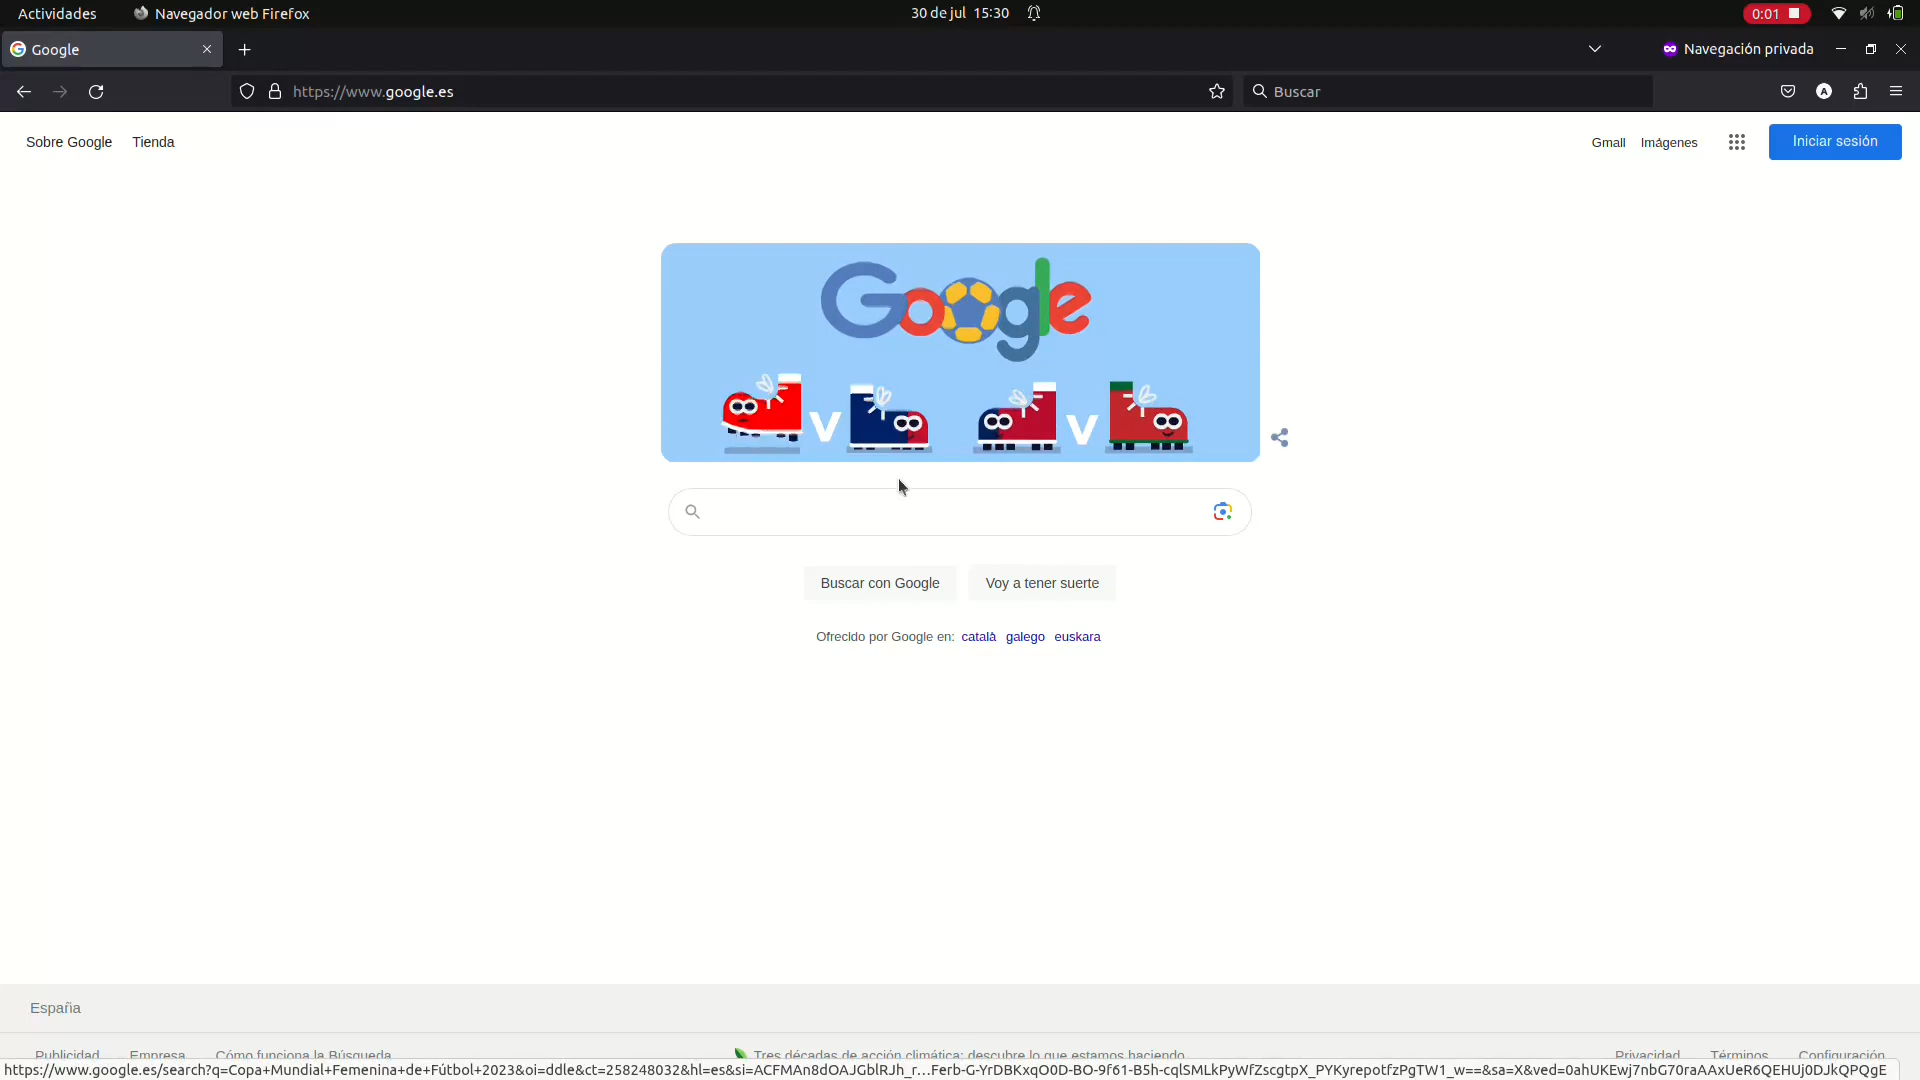 Actividades Navegador web Firefox 30 de jul 15:30 0:01
Google Navegación privada
https://www.google.es Buscar
Sobre Google Tienda Gmail Imágenes Iniciar sesión
Google
V V
Buscar con Google Voy a tener suerte
Ofrecido por Google en: català galego euskara
España
Publicidad Empresa Cómo funciona la Búsqueda Tres décadas de acción climática: descubre lo que estamos haciendo Privacidad Términos Configuración
https://www.google.es/search?q=Copa+Mundial+Femenina+de+Fútbol+2023&oi=ddle&ct=258248032&hl=es&si=ACFMAn8dOAJGblRJh_r…Ferb-G-YrDBKxqO0D-BO-9f61-B5h-cqlSMLkPyWfZscgtpX_PYKyrepotfzPgTW1_w==&sa=X&ved=0ahUKEwj7nbG70raAAxUeR6QEHUj0DJkQPQgE